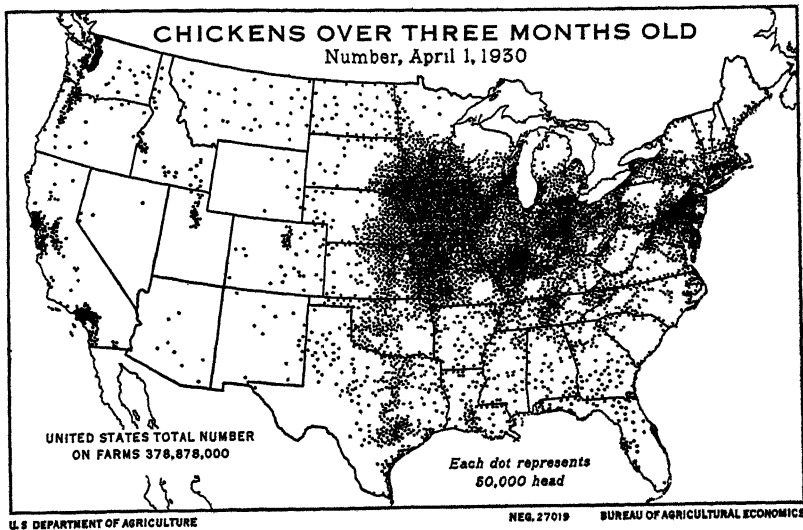 CHICKENS OVER THREE MONTHS OLD
Number, April 1, 1930
UNITED STATES TOTAL NUMBER
ON FARMS 378,878,000
Each dot represents
50,000 head
U. S DEPARTMENT OF AGRICULTURE
NEG. 27019
BUREAU OF AGRICULTURAL ECONOMICS